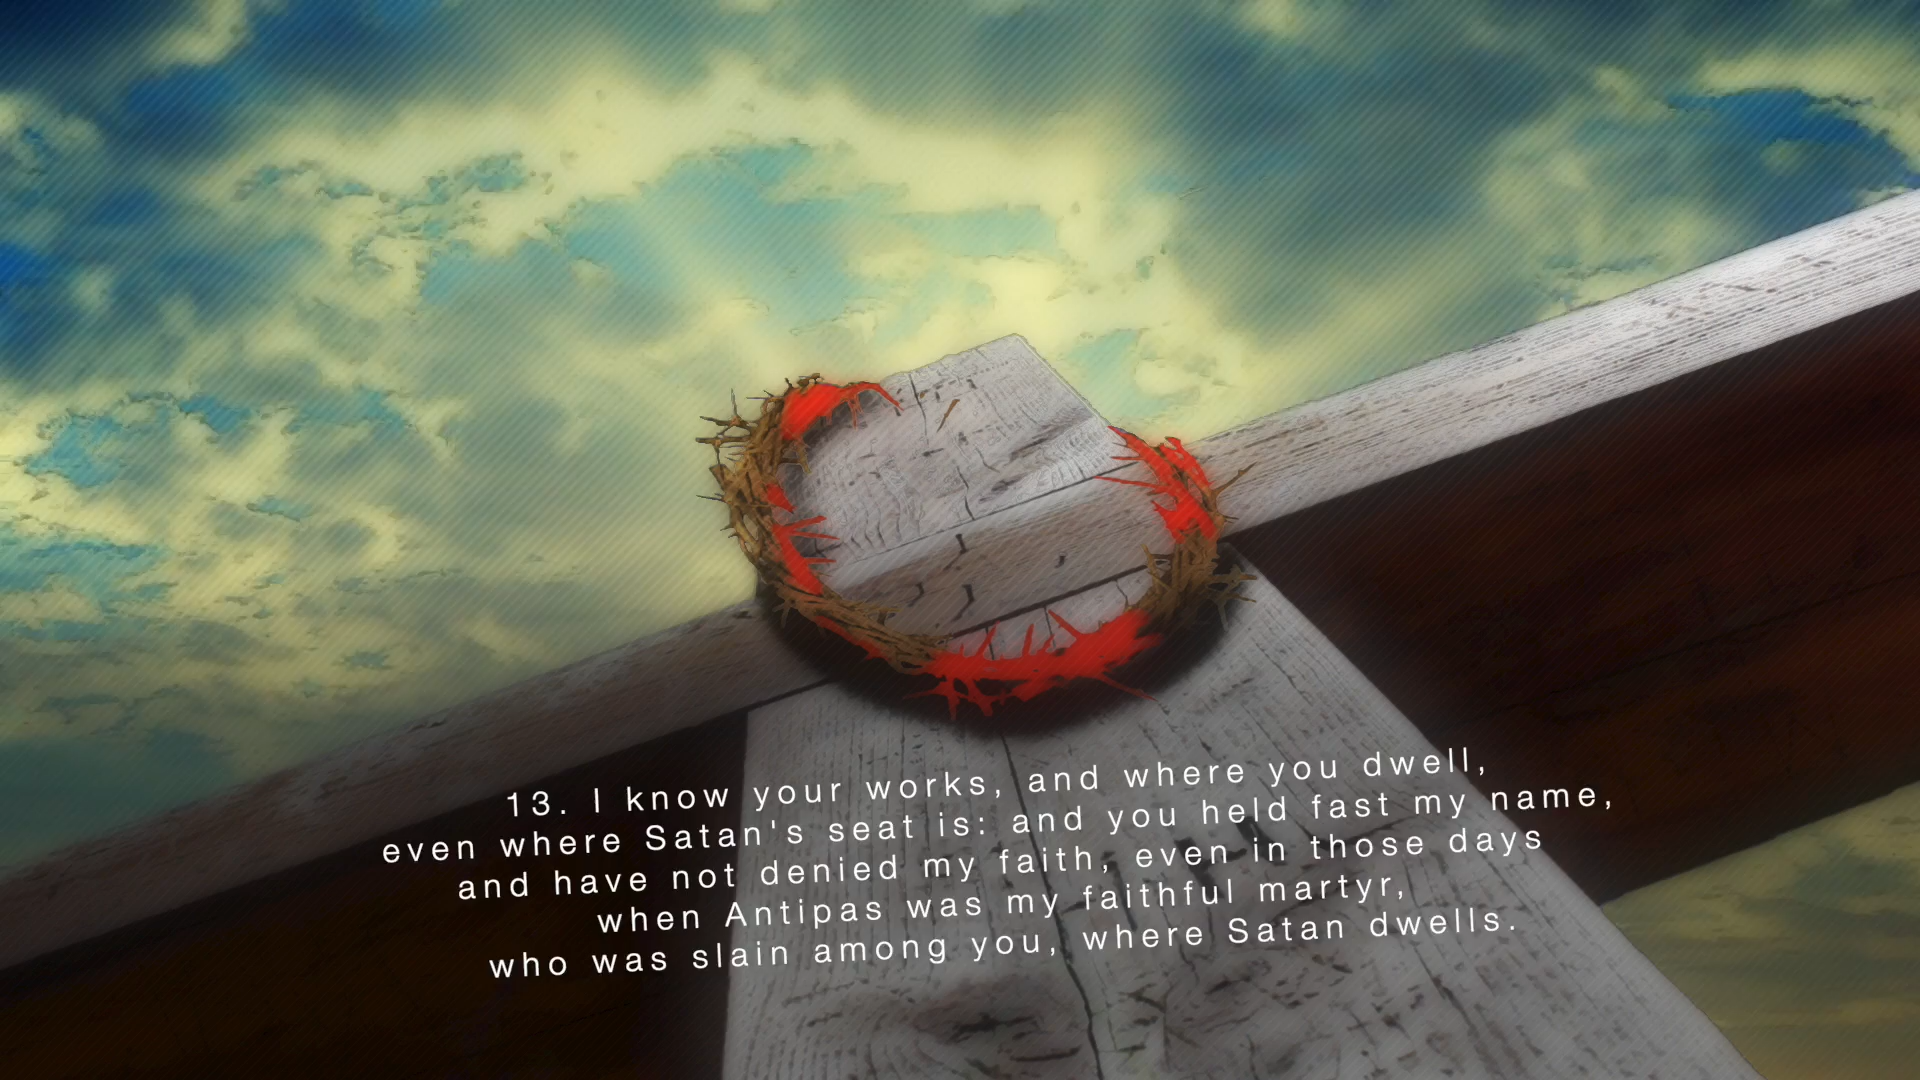 13. I know your works, and where you dwell,
even where Satan's seat is: and you held fast my name,
and have not denied my faith, even in those days
when Antipas was my faithful martyr,
who was slain among you, where Satan dwells.